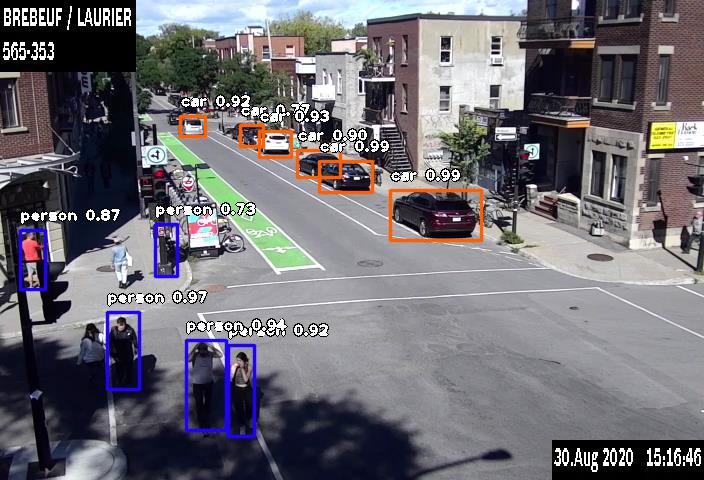 BREBEUF / LAURIER
565-353
car 0.92
car 0.77
car 0.93
car 0.90
car 0.99
car 0.99
person 0.87
person 0.73
person 0.97
person 0.94
person 0.92
30.Aug 2020 15:16:46